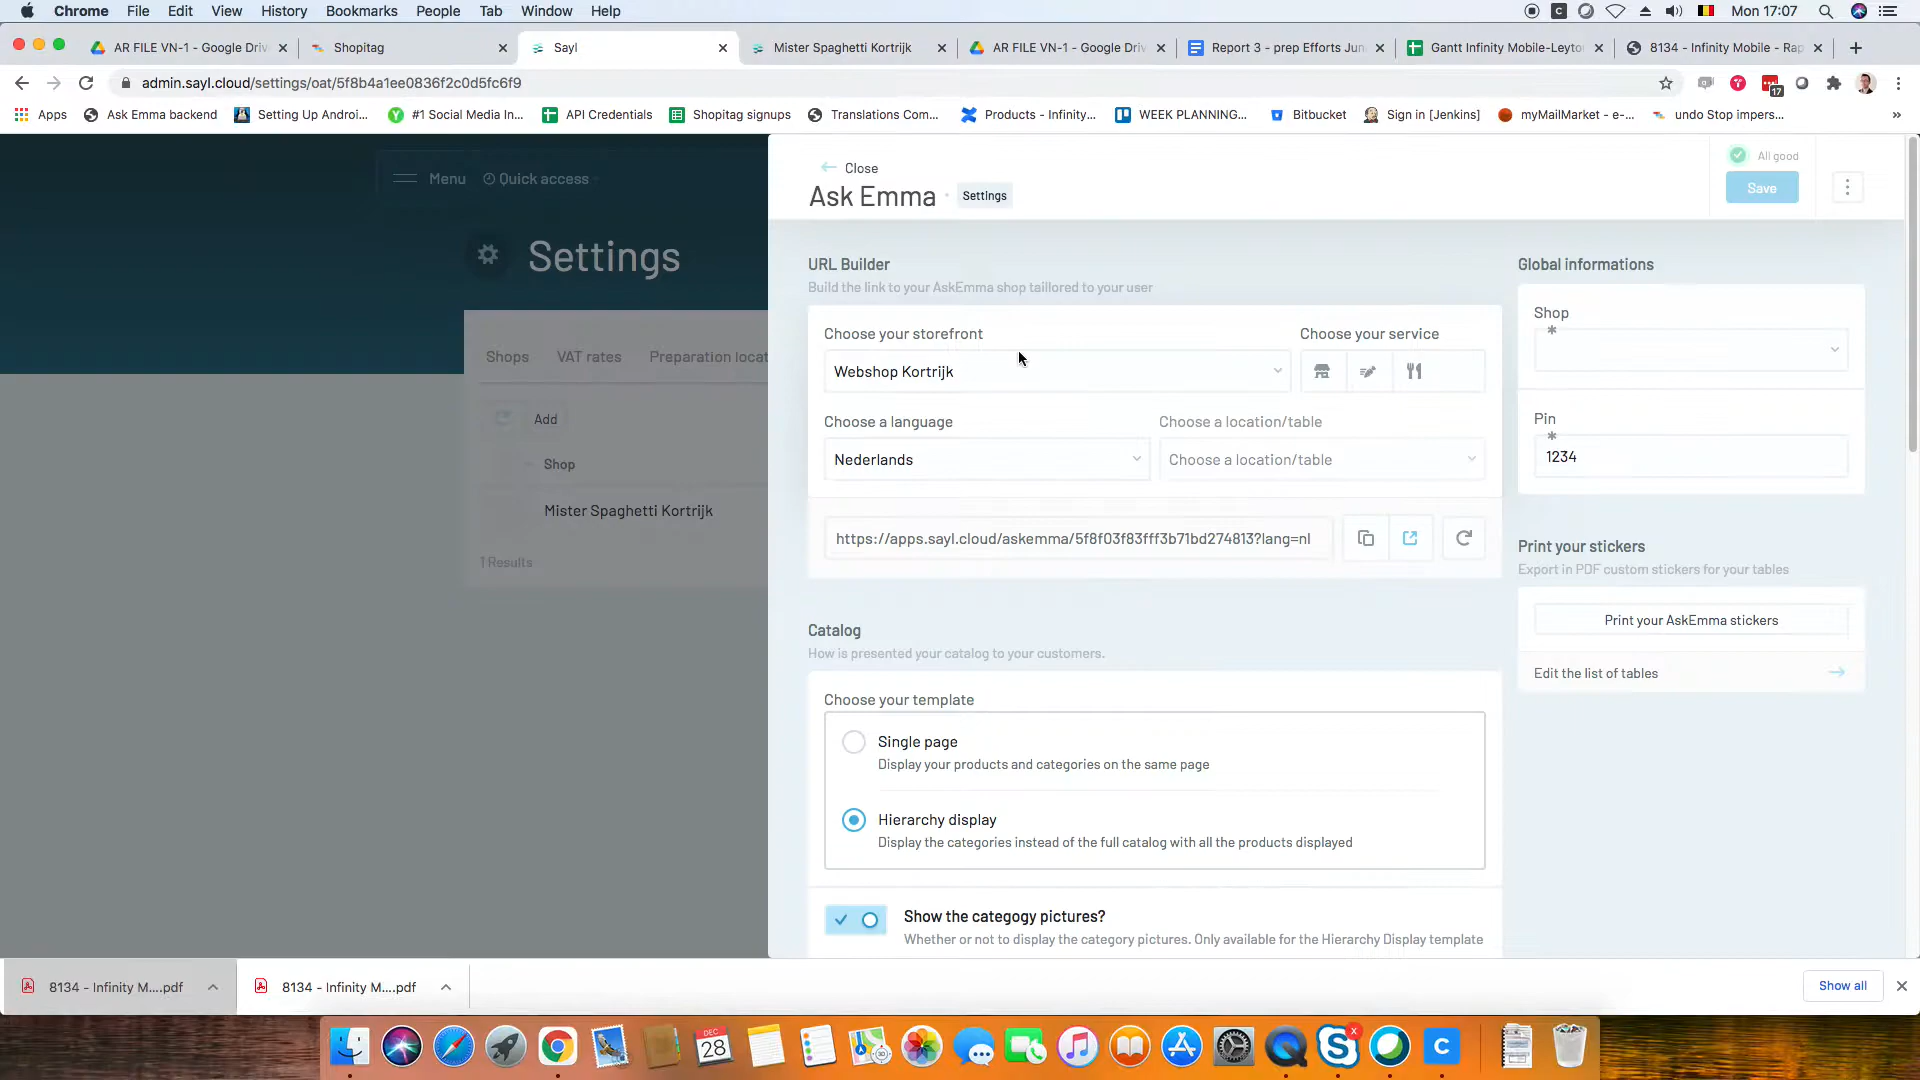 Chrome File Edit View History Bookmarks People Tab Window Help Mon 17:07
AR FILE VN-1 - Google Driv Shopitag Sayl Mister Spaghetti Kortrijk AR FILE VN-1 - Google Driv Report 3 - prep Efforts Jun Gantt Infinity Mobile-Leyto 8134 - Infinity Mobile - Rap
admin.sayl.cloud/settings/oat/5f8b4a1ee0836f2c0d5fc6f9 17
Apps Ask Emma backend Setting Up Androi... #1 Social Media In... API Credentials Shopitag signups Translations Com... Products - Infinity... WEEK PLANNING... Bitbucket Sign in [Jenkins] myMailMarket - e-... undo Stop impers... »
Menu Quick access
Settings
Shops VAT rates Preparation locat
Add
Shop
Mister Spaghetti Kortrijk
1 Results
Close
Ask Emma · Settings
All good
Save
URL Builder
Build the link to your AskEmma shop taillored to your user
Choose your storefront Choose your service
Webshop Kortrijk
Choose a language Choose a location/table
Nederlands Choose a location/table
https://apps.sayl.cloud/askemma/5f8f03f83fff3b71bd274813?lang=nl
Catalog
How is presented your catalog to your customers.
Choose your template
Single page
Display your products and categories on the same page
Hierarchy display
Display the categories instead of the full catalog with all the products displayed
Show the categogy pictures?
Whether or not to display the category pictures. Only available for the Hierarchy Display template
Global informations
Shop
*
Pin
*
1234
Print your stickers
Export in PDF custom stickers for your tables
Print your AskEmma stickers
Edit the list of tables
8134 - Infinity M....pdf 8134 - Infinity M....pdf Show all
DEC
28
C